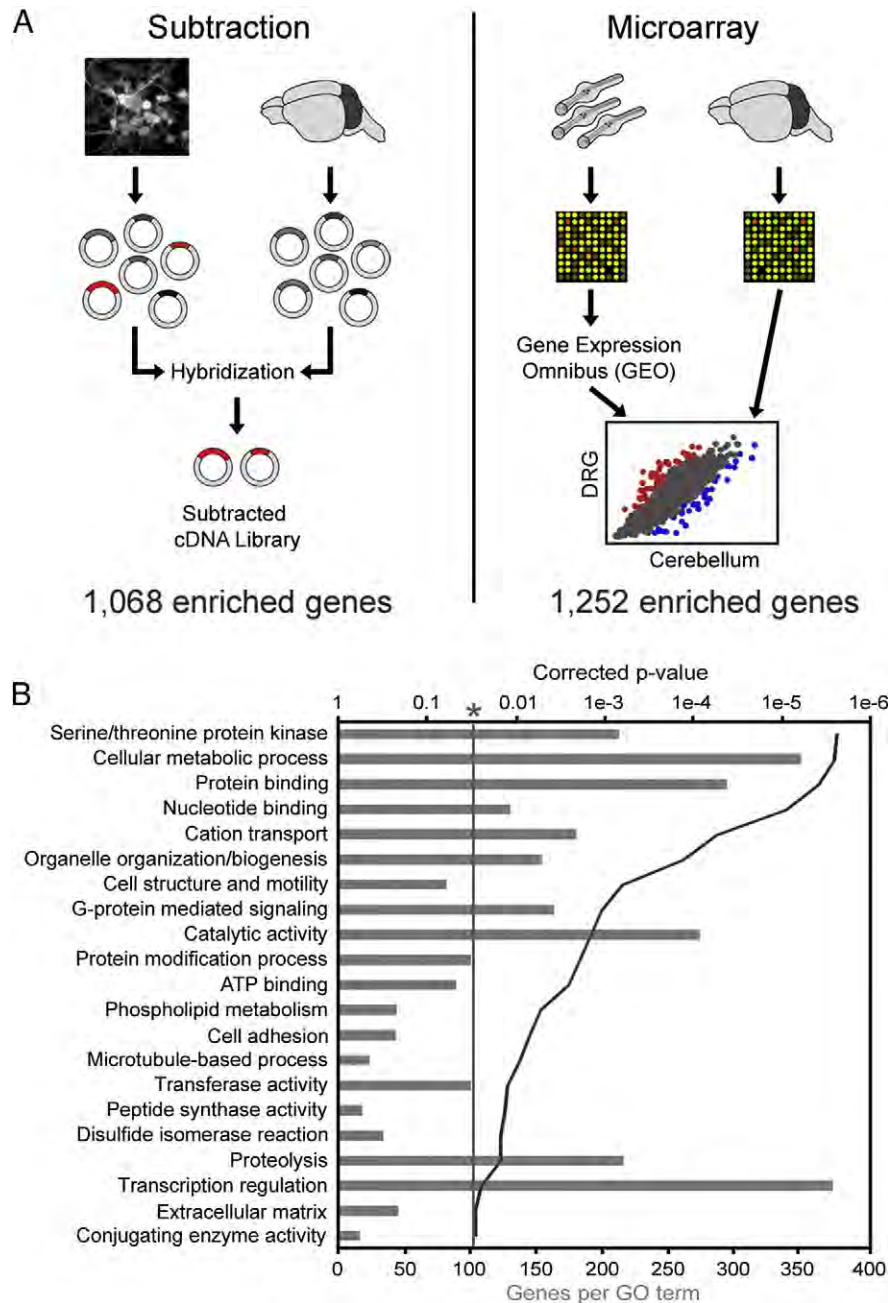 A
Subtraction
Microarray
Hybridization
Subtracted
cDNA Library
1,068 enriched genes
Gene Expression
Omnibus (GEO)
DRG
Cerebellum
1,252 enriched genes
B
Corrected p-value
1 0.1 * 0.01 1e-3 1e-4 1e-5 1e-6
Serine/threonine protein kinase
Cellular metabolic process
Protein binding
Nucleotide binding
Cation transport
Organelle organization/biogenesis
Cell structure and motility
G-protein mediated signaling
Catalytic activity
Protein modification process
ATP binding
Phospholipid metabolism
Cell adhesion
Microtubule-based process
Transferase activity
Peptide synthase activity
Disulfide isomerase reaction
Proteolysis
Transcription regulation
Extracellular matrix
Conjugating enzyme activity
0 50 100 150 200 250 300 350 400
Genes per GO term